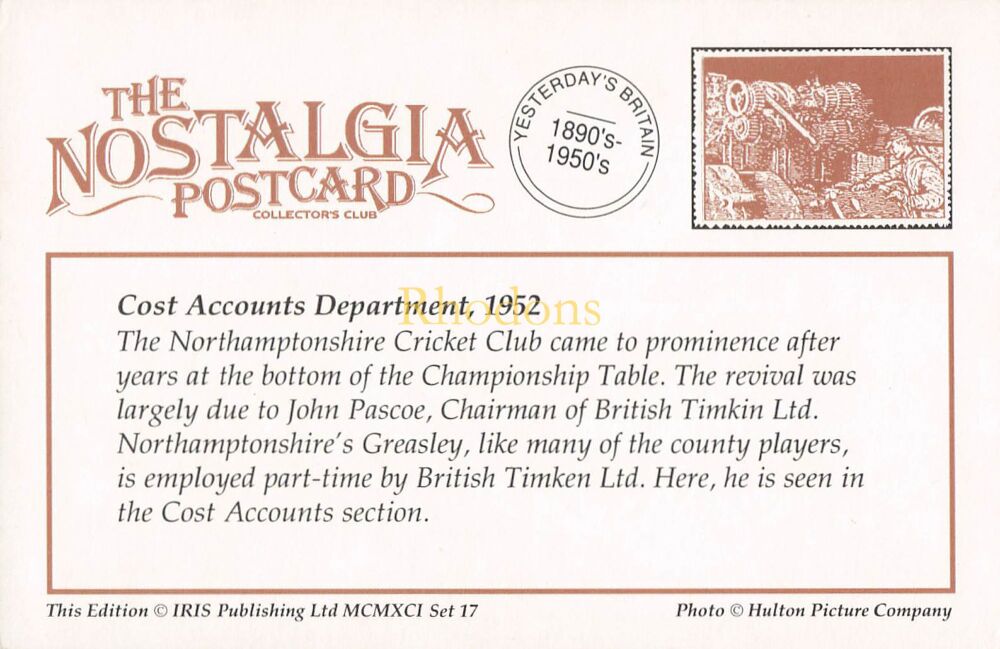 THE
NOSTALGIA
POSTCARD
COLLECTOR'S CLUB
YESTERDAY'S BRITAIN
1890's-
1950's
Cost Accounts Department, 1952
Rhodons
The Northamptonshire Cricket Club came to prominence after
years at the bottom of the Championship Table. The revival was
largely due to John Pascoe, Chairman of British Timkin Ltd.
Northamptonshire's Greasley, like many of the county players,
is employed part-time by British Timken Ltd. Here, he is seen in
the Cost Accounts section.
This Edition © IRIS Publishing Ltd MCMXCI Set 17
Photo © Hulton Picture Company